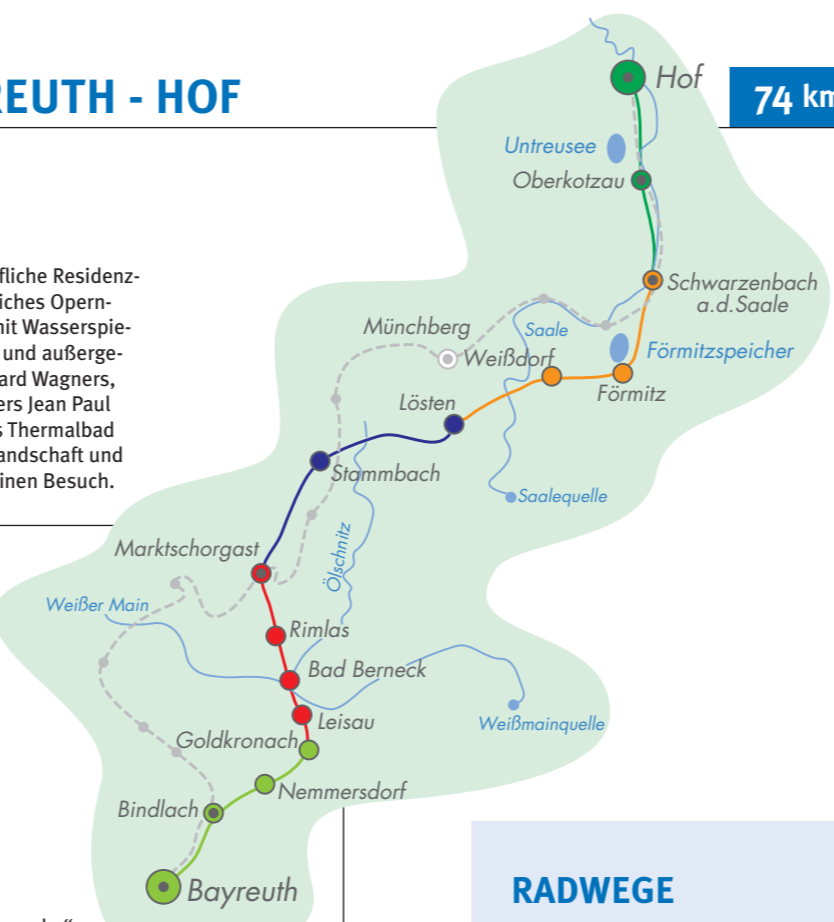 REUTH - HOF
74 km
fliche Residenz-
iches Opern-
nit Wasserspie-
und außerge-
ard Wagners,
ers Jean Paul
s Thermalbad
andschaft und
inen Besuch.
Hof
Untreusee
Oberkotzau
Schwarzenbach
a.d.Saale
Münchberg
Saale
Weißdorf
Förmitzspeicher
Förmitz
Lösten
Stammbach
Saalequelle
Ölschnitz
Marktschorgast
Weißer Main
Rimlas
Bad Berneck
Leisau
Weißmainquelle
Goldkronach
Nemmersdorf
Bindlach
Bayreuth
RADWEGE